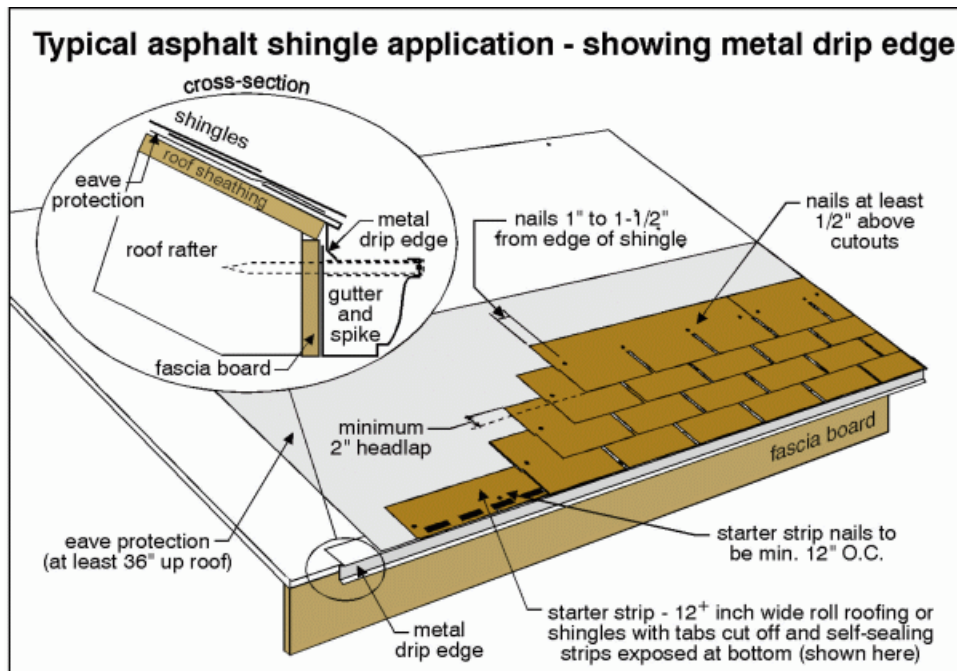 Typical asphalt shingle application - showing metal drip edge
cross-section
shingles
eave
protection
roof sheathing
metal
drip edge
roof rafter
gutter
and
spike
fascia board
nails 1" to 1-1/2"
from edge of shingle
nails at least
1/2" above
cutouts
minimum
2" headlap
fascia board
eave protection
(at least 36" up roof)
starter strip nails to
be min. 12" O.C.
metal
drip edge
starter strip - 12+ inch wide roll roofing or
shingles with tabs cut off and self-sealing
strips exposed at bottom (shown here)